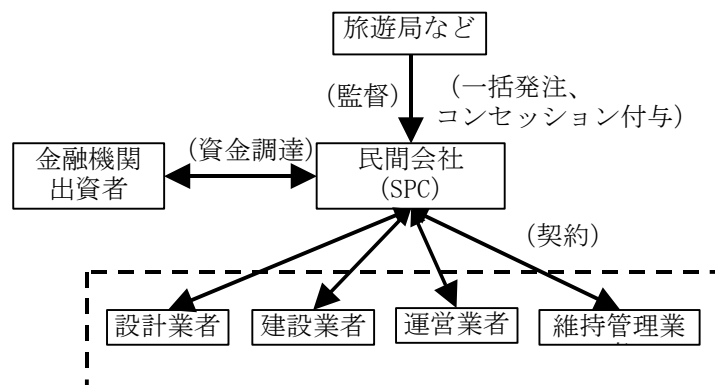 旅遊局など
(監督)
(一括発注、
コンセッション付与)
金融機関
出資者
(資金調達)
民間会社
(SPC)
(契約)
設計業者
建設業者
運営業者
維持管理業